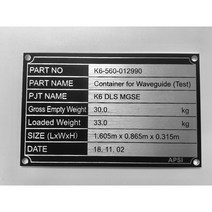 PART NO K6-560-012990
PART NAME Container for Waveguide (Test)
PJT NAME K6 DLS MGSE
Gross Empty Weight 30.0 kg
Loaded Weight 33.0 kg
SIZE (LxWxH) 1.605m x 0.865m x 0.315m
DATE 18. 11. 02
APSI